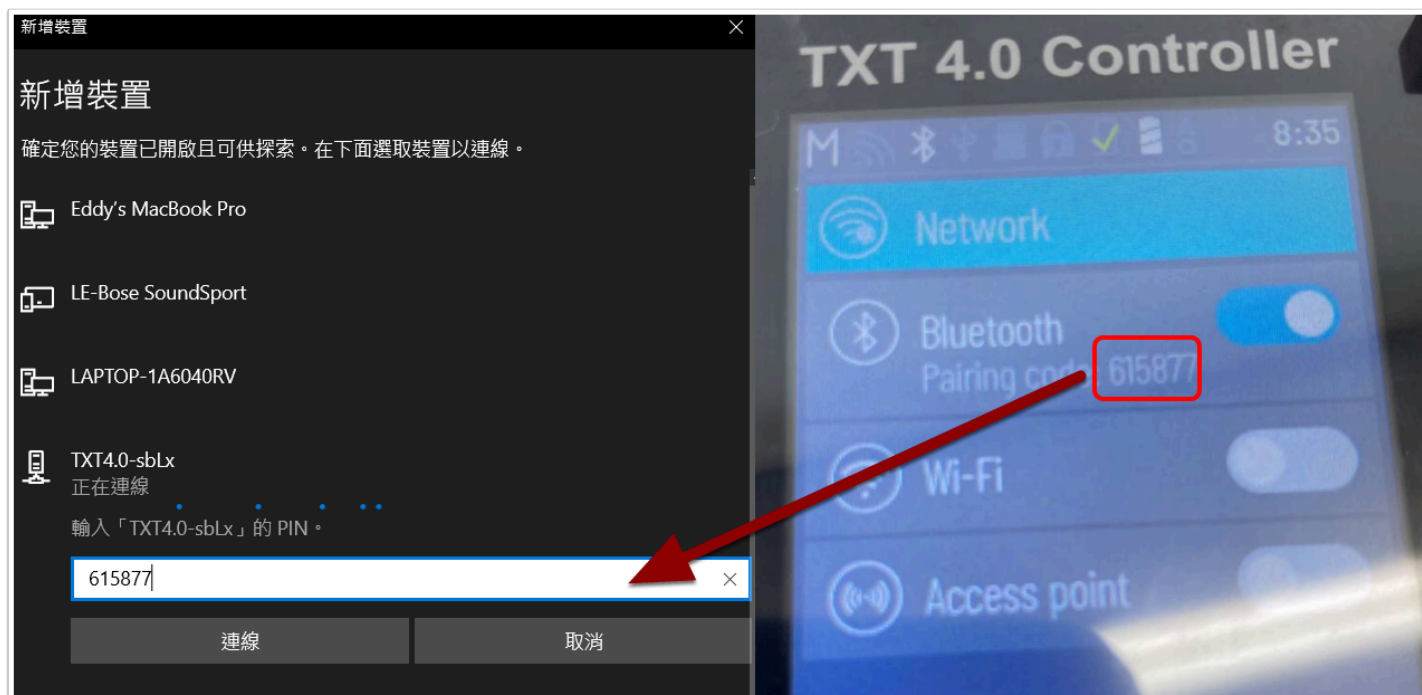 新增裝置
新增裝置
確定您的裝置已開啟且可供探索。在下面選取裝置以連線。
Eddy's MacBook Pro
LE-Bose SoundSport
LAPTOP-1A6040RV
TXT4.0-sbLx
正在連線
輸入「TXT4.0-sbLx」的 PIN。
615877
連線
取消
TXT 4.0 Controller
M
8:35
Network
Bluetooth
Pairing code: 615877
Wi-Fi
Access point